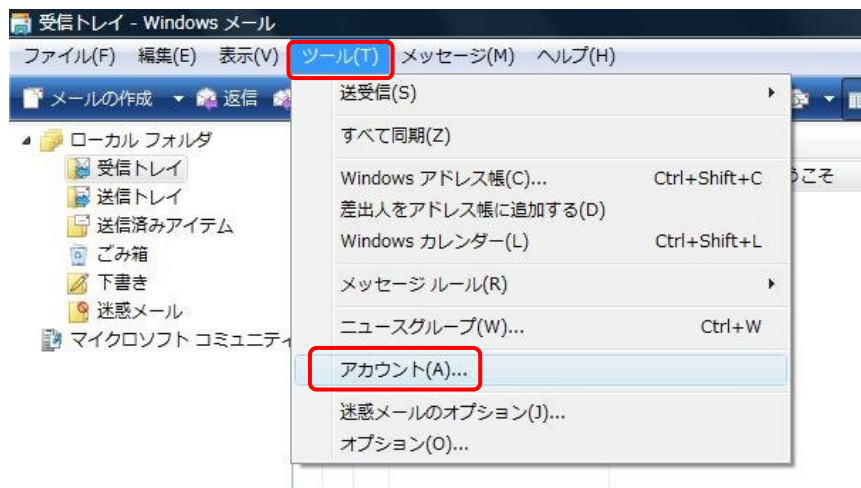 受信トレイ - Windows メール
ファイル(F) 編集(E) 表示(V) ツール(T) メッセージ(M) ヘルプ(H)
メールの作成 返信
送受信(S)
すべて同期(Z)
Windows アドレス帳(C)... Ctrl+Shift+C
差出人をアドレス帳に追加する(D)
Windows カレンダー(L) Ctrl+Shift+L
メッセージ ルール(R)
ニュースグループ(W)... Ctrl+W
アカウント(A)...
迷惑メールのオプション(J)...
オプション(O)...
ローカル フォルダ
受信トレイ
送信トレイ
送信済みアイテム
ごみ箱
下書き
迷惑メール
マイクロソフト コミュニティ
うこそ